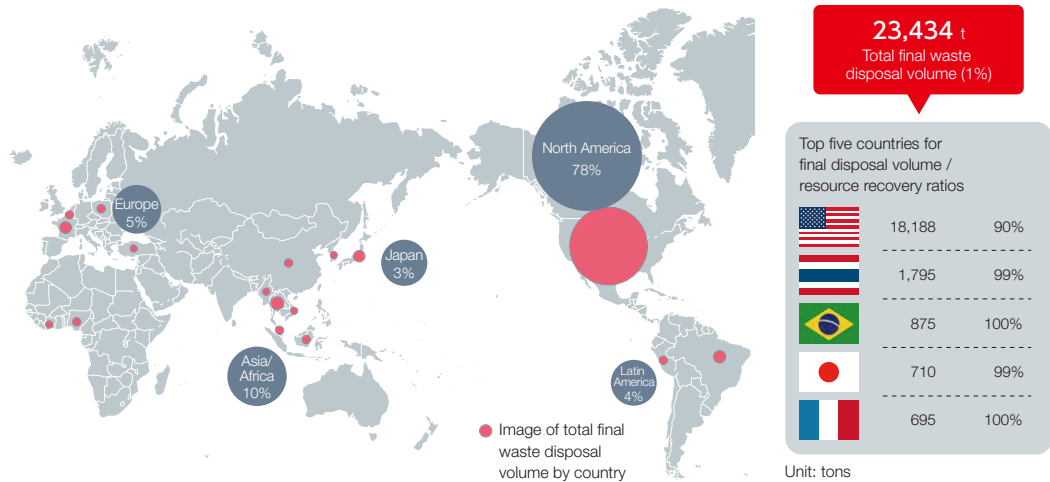 23,434 t
Total final waste
disposal volume (1%)
North America
78%
Europe
5%
Japan
3%
Asia/
Africa
10%
Latin
America
4%
Image of total final
waste disposal
volume by country
Top five countries for
final disposal volume /
resource recovery ratios
18,188 90%
1,795 99%
875 100%
710 99%
695 100%
Unit: tons